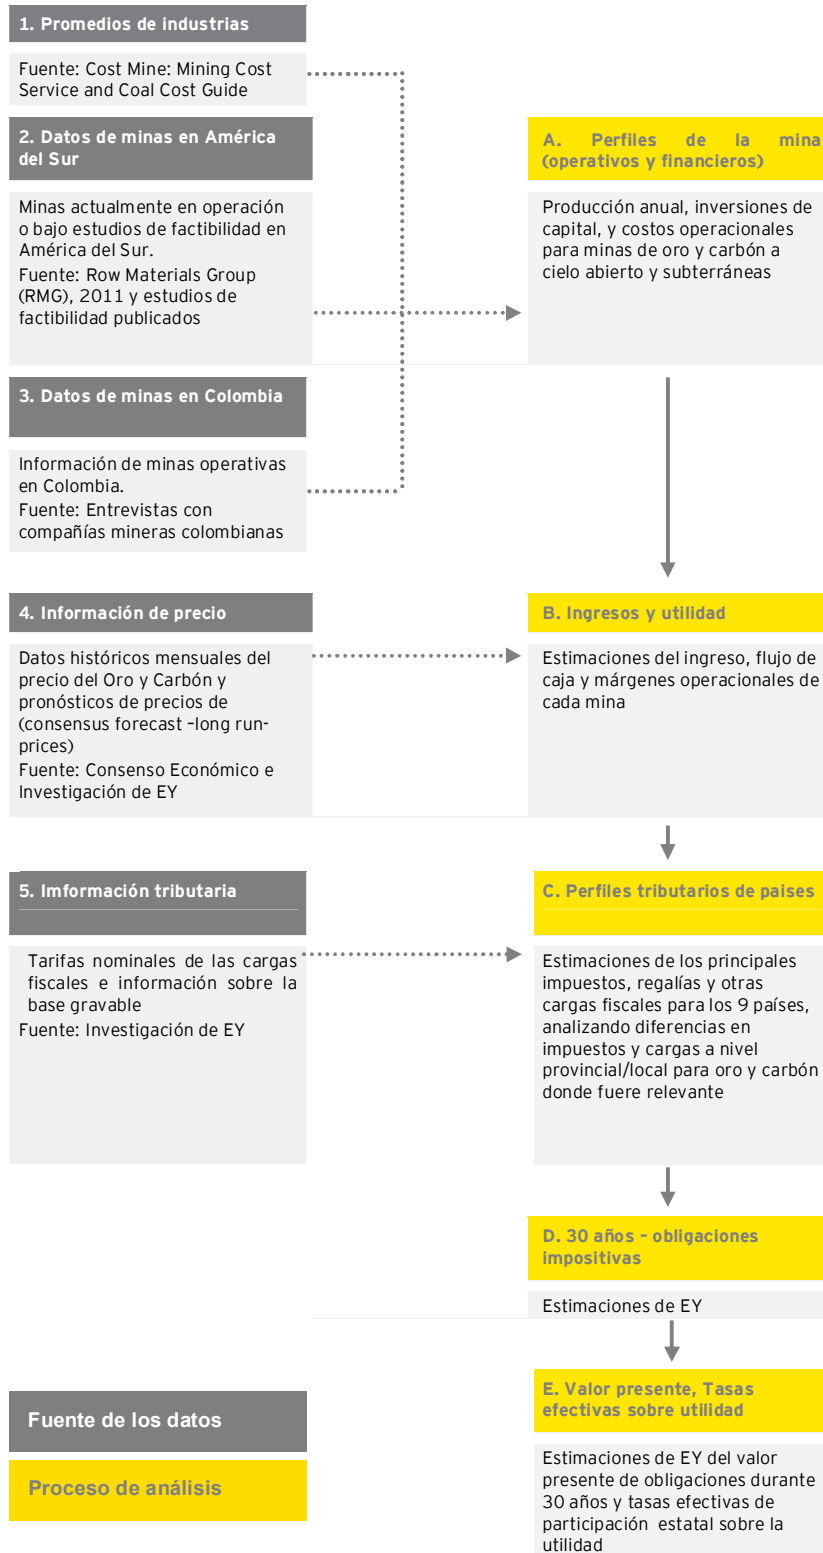 1. Promedios de industrias
Fuente: Cost Mine: Mining Cost
Service and Coal Cost Guide
2. Datos de minas en América
del Sur
Minas actualmente en operación
o bajo estudios de factibilidad en
América del Sur.
Fuente: Row Materials Group
(RMG), 2011 y estudios de
factibilidad publicados
A. Perfiles de la mina
(operativos y financieros)
Producción anual, inversiones de
capital, y costos operacionales
para minas de oro y carbón a
cielo abierto y subterráneas
3. Datos de minas en Colombia
Información de minas operativas
en Colombia.
Fuente: Entrevistas con
compañías mineras colombianas
4. Información de precio
Datos históricos mensuales del
precio del Oro y Carbón y
pronósticos de precios de
(consensus forecast –long run-
prices)
Fuente: Consenso Económico e
Investigación de EY
B. Ingresos y utilidad
Estimaciones del ingreso, flujo de
caja y márgenes operacionales de
cada mina
5. Imformación tributaria
Tarifas nominales de las cargas
fiscales e información sobre la
base gravable
Fuente: Investigación de EY
C. Perfiles tributarios de paises
Estimaciones de los principales
impuestos, regalías y otras
cargas fiscales para los 9 países,
analizando diferencias en
impuestos y cargas a nivel
provincial/local para oro y carbón
donde fuere relevante
D. 30 años – obligaciones
impositivas
Estimaciones de EY
E. Valor presente, Tasas
efectivas sobre utilidad
Estimaciones de EY del valor
presente de obligaciones durante
30 años y tasas efectivas de
participación estatal sobre la
utilidad
Fuente de los datos
Proceso de análisis